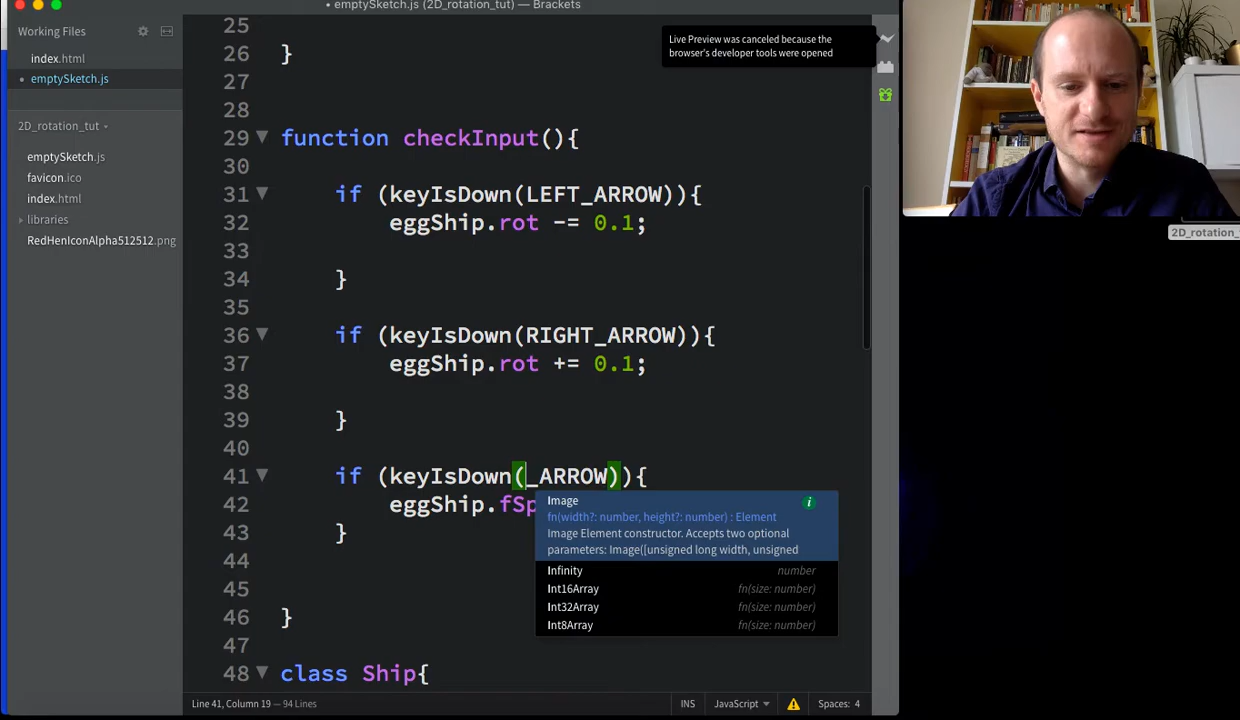 • emptySketch.js (2D_rotation_tut) — Brackets
Working Files
index.html
• emptySketch.js
2D_rotation_tut
emptySketch.js
favicon.ico
index.html
libraries
RedHenIconAlpha512512.png
Live Preview was canceled because the
browser's developer tools were opened
25
26 }
27
28
29 function checkInput(){
30
31 if (keyIsDown(LEFT_ARROW)){
32 eggShip.rot -= 0.1;
33
34 }
35
36 if (keyIsDown(RIGHT_ARROW)){
37 eggShip.rot += 0.1;
38
39 }
40
41 if (keyIsDown(_ARROW)){
42 eggShip.fSp
43 }
44
45
46 }
47
48 class Ship{
Image
fn(width?: number, height?: number) : Element
Image Element constructor. Accepts two optional
parameters: Image([unsigned long width, unsigned
Infinity number
Int16Array fn(size: number)
Int32Array fn(size: number)
Int8Array fn(size: number)
Line 41, Column 19 — 94 Lines
INS JavaScript Spaces: 4
2D_rotation_